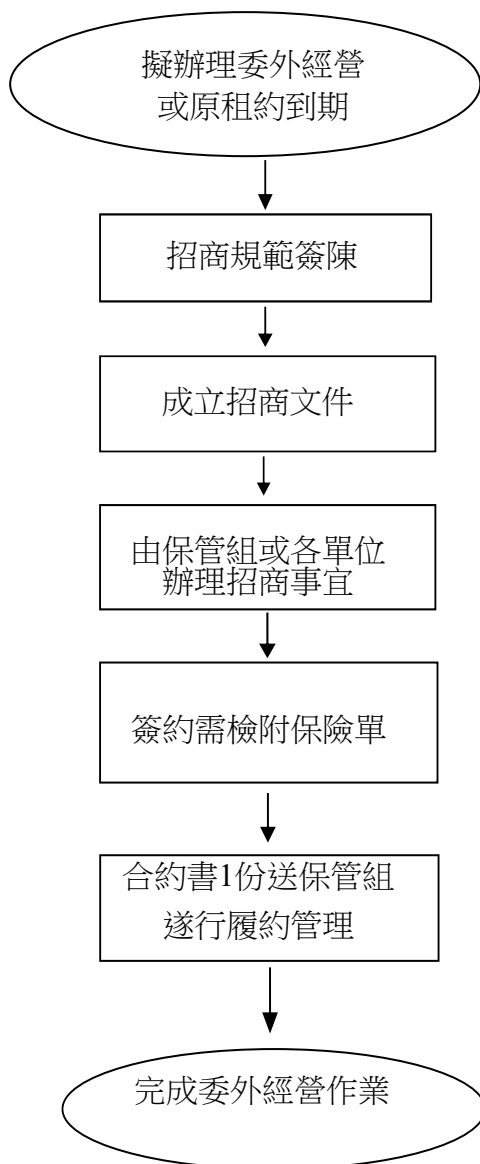 擬辦理委外經營
或原租約到期
招商規範簽陳
成立招商文件
由保管組或各單位
辦理招商事宜
簽約需檢附保險單
合約書1份送保管組
遂行履約管理
完成委外經營作業